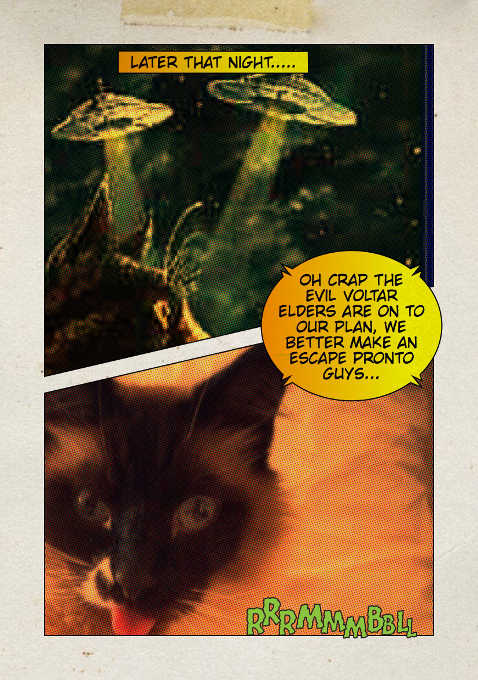 LATER THAT NIGHT.....
OH CRAP THE
EVIL VOLTAR
ELDERS ARE ON TO
OUR PLAN, WE
BETTER MAKE AN
ESCAPE PRONTO
GUYS...
RRRMMMMBBLL